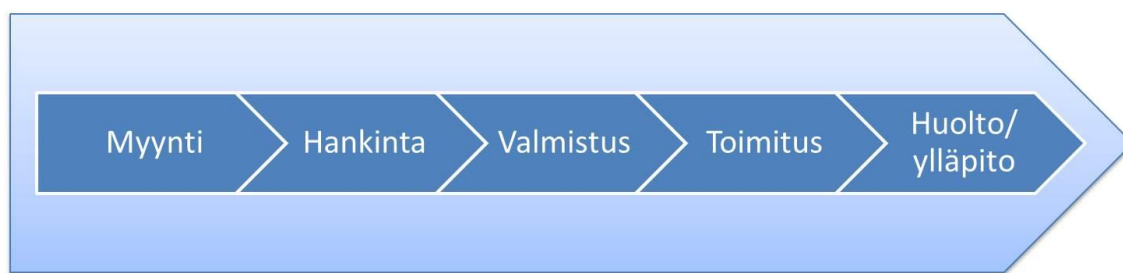 Myynti
Hankinta
Valmistus
Toimitus
Huolto/
ylläpito